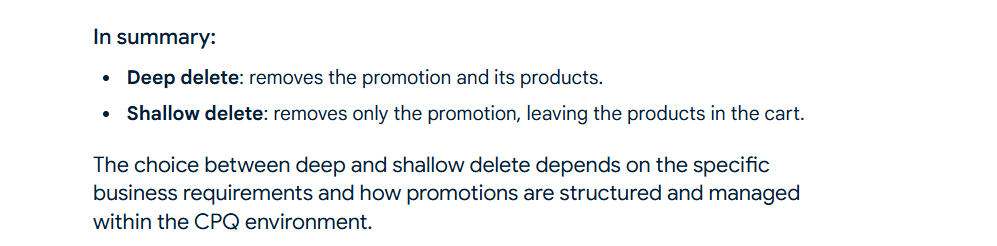 In summary:
• Deep delete: removes the promotion and its products.
• Shallow delete: removes only the promotion, leaving the products in the cart.
The choice between deep and shallow delete depends on the specific
business requirements and how promotions are structured and managed
within the CPQ environment.